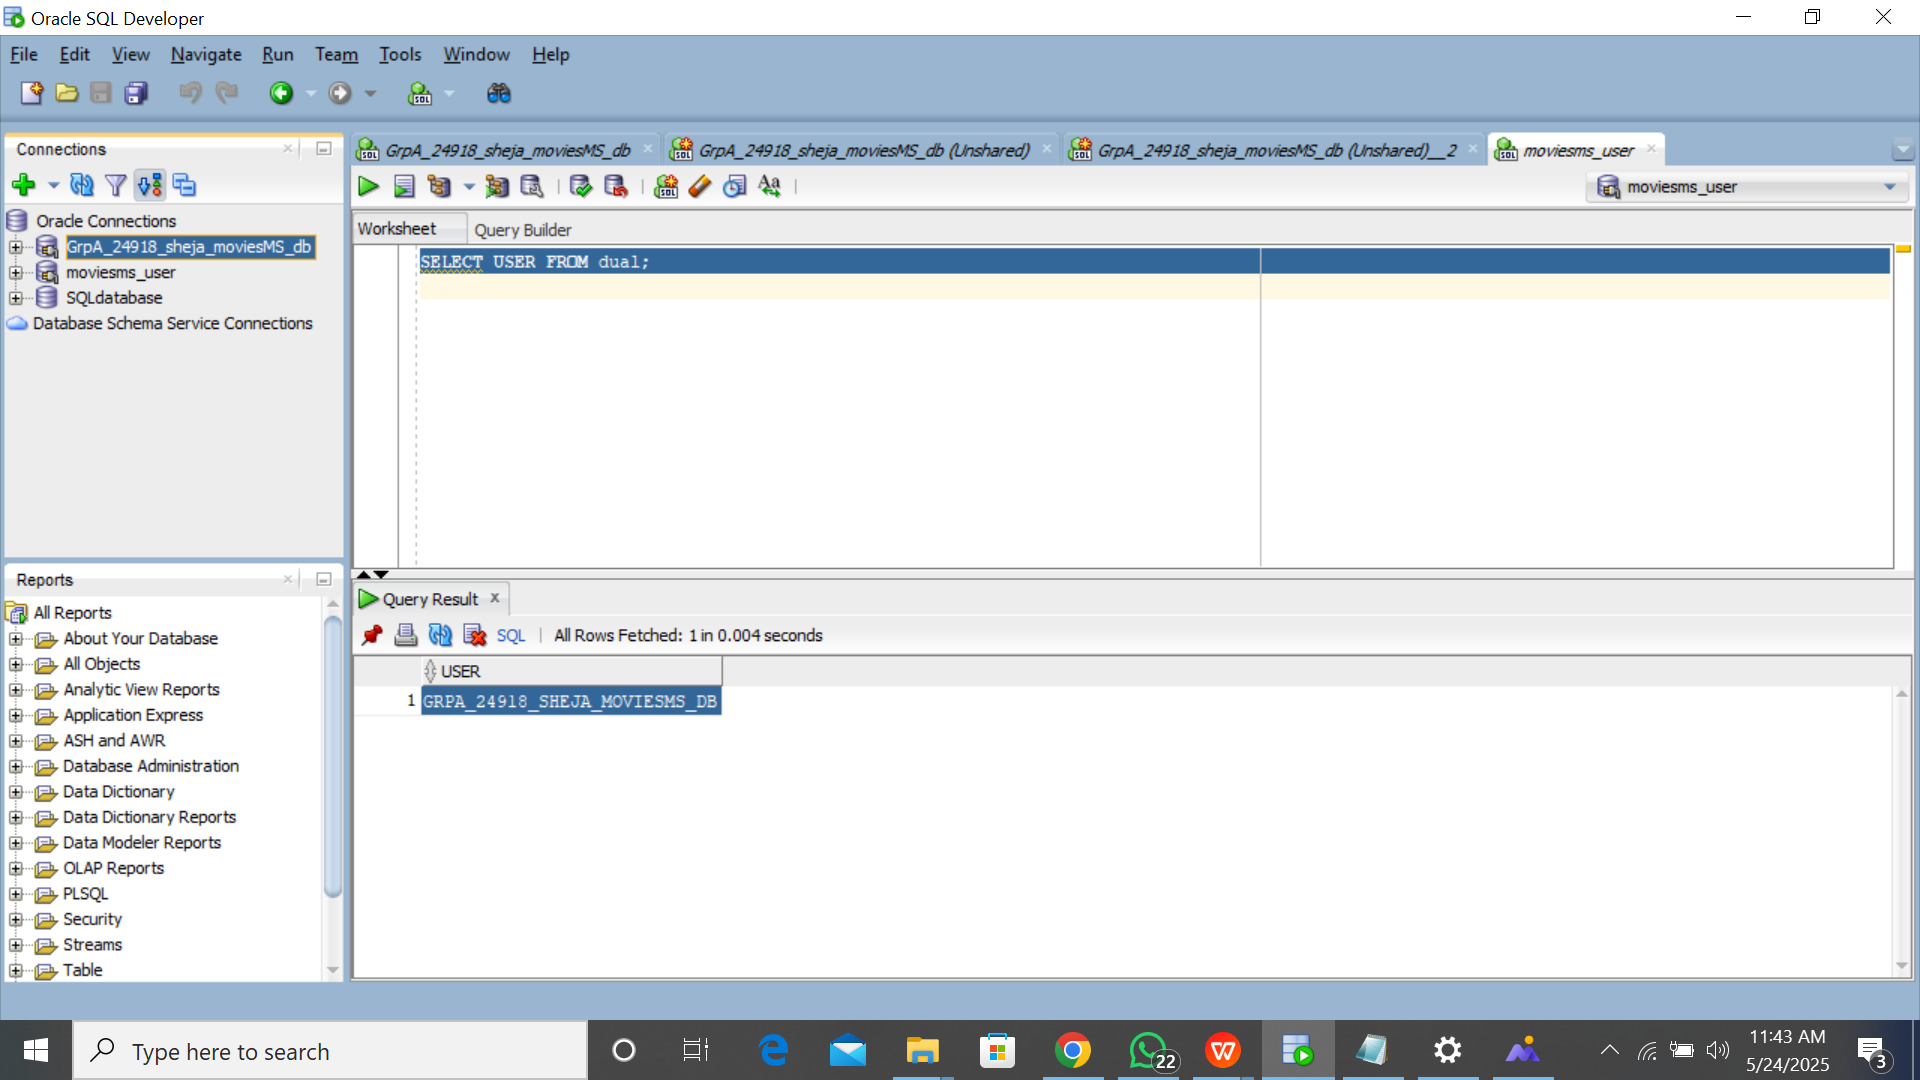 Oracle SQL Developer
File Edit View Navigate Run Team Tools Window Help
Connections
Oracle Connections
GrpA_24918_sheja_moviesMS_db
moviesms_user
SQLdatabase
Database Schema Service Connections
Reports
All Reports
About Your Database
All Objects
Analytic View Reports
Application Express
ASH and AWR
Database Administration
Data Dictionary
Data Dictionary Reports
Data Modeler Reports
OLAP Reports
PLSQL
Security
Streams
Table
GrpA_24918_sheja_moviesMS_db
GrpA_24918_sheja_moviesMS_db (Unshared)
GrpA_24918_sheja_moviesMS_db (Unshared)__2
moviesms_user
moviesms_user
Worksheet Query Builder
SELECT USER FROM dual;
Query Result
SQL All Rows Fetched: 1 in 0.004 seconds
USER
1 GRPA_24918_SHEJA_MOVIESMS_DB
Type here to search
22
11:43 AM
5/24/2025
3